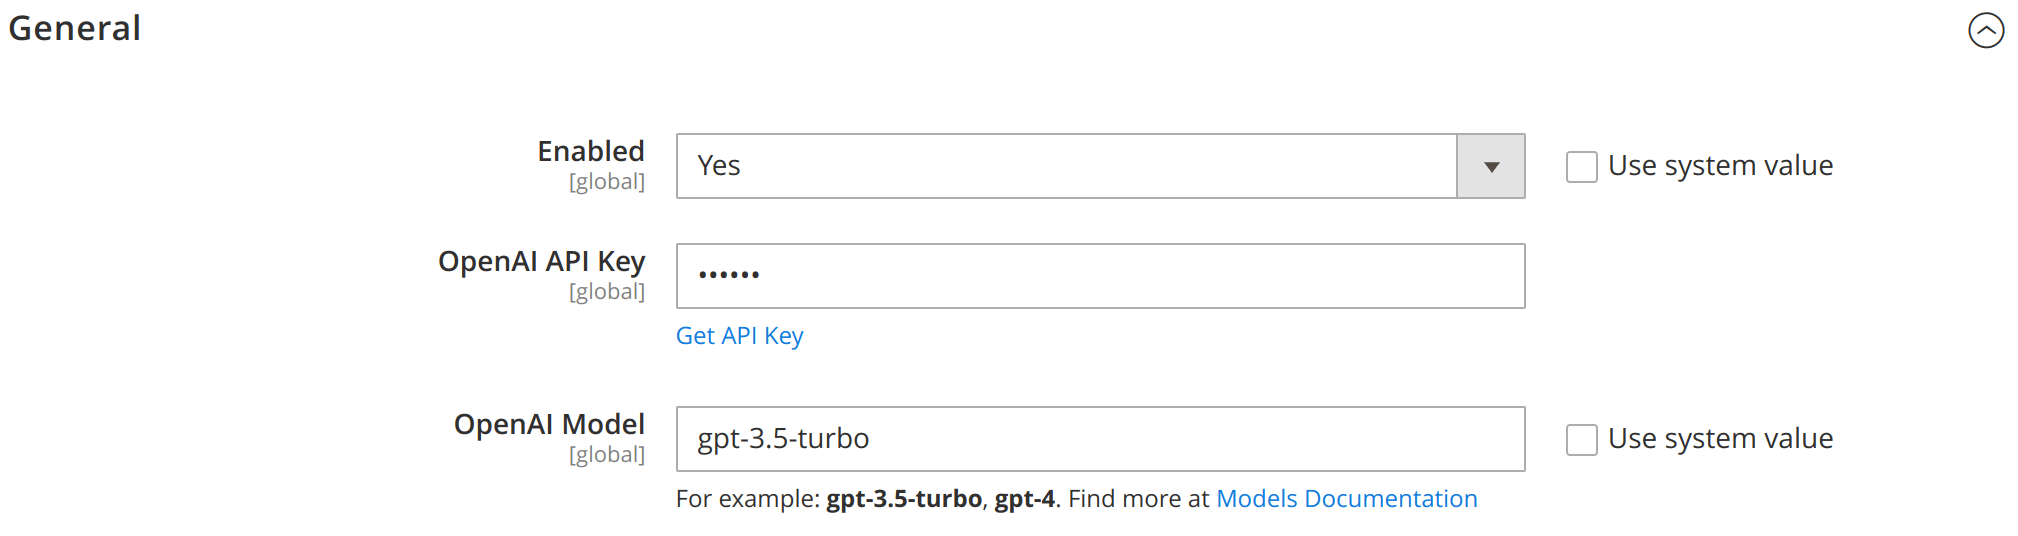 General
Enabled
[global]
Yes
Use system value
OpenAI API Key
[global]
••••••
Get API Key
OpenAI Model
[global]
gpt-3.5-turbo
Use system value
For example: gpt-3.5-turbo, gpt-4. Find more at Models Documentation